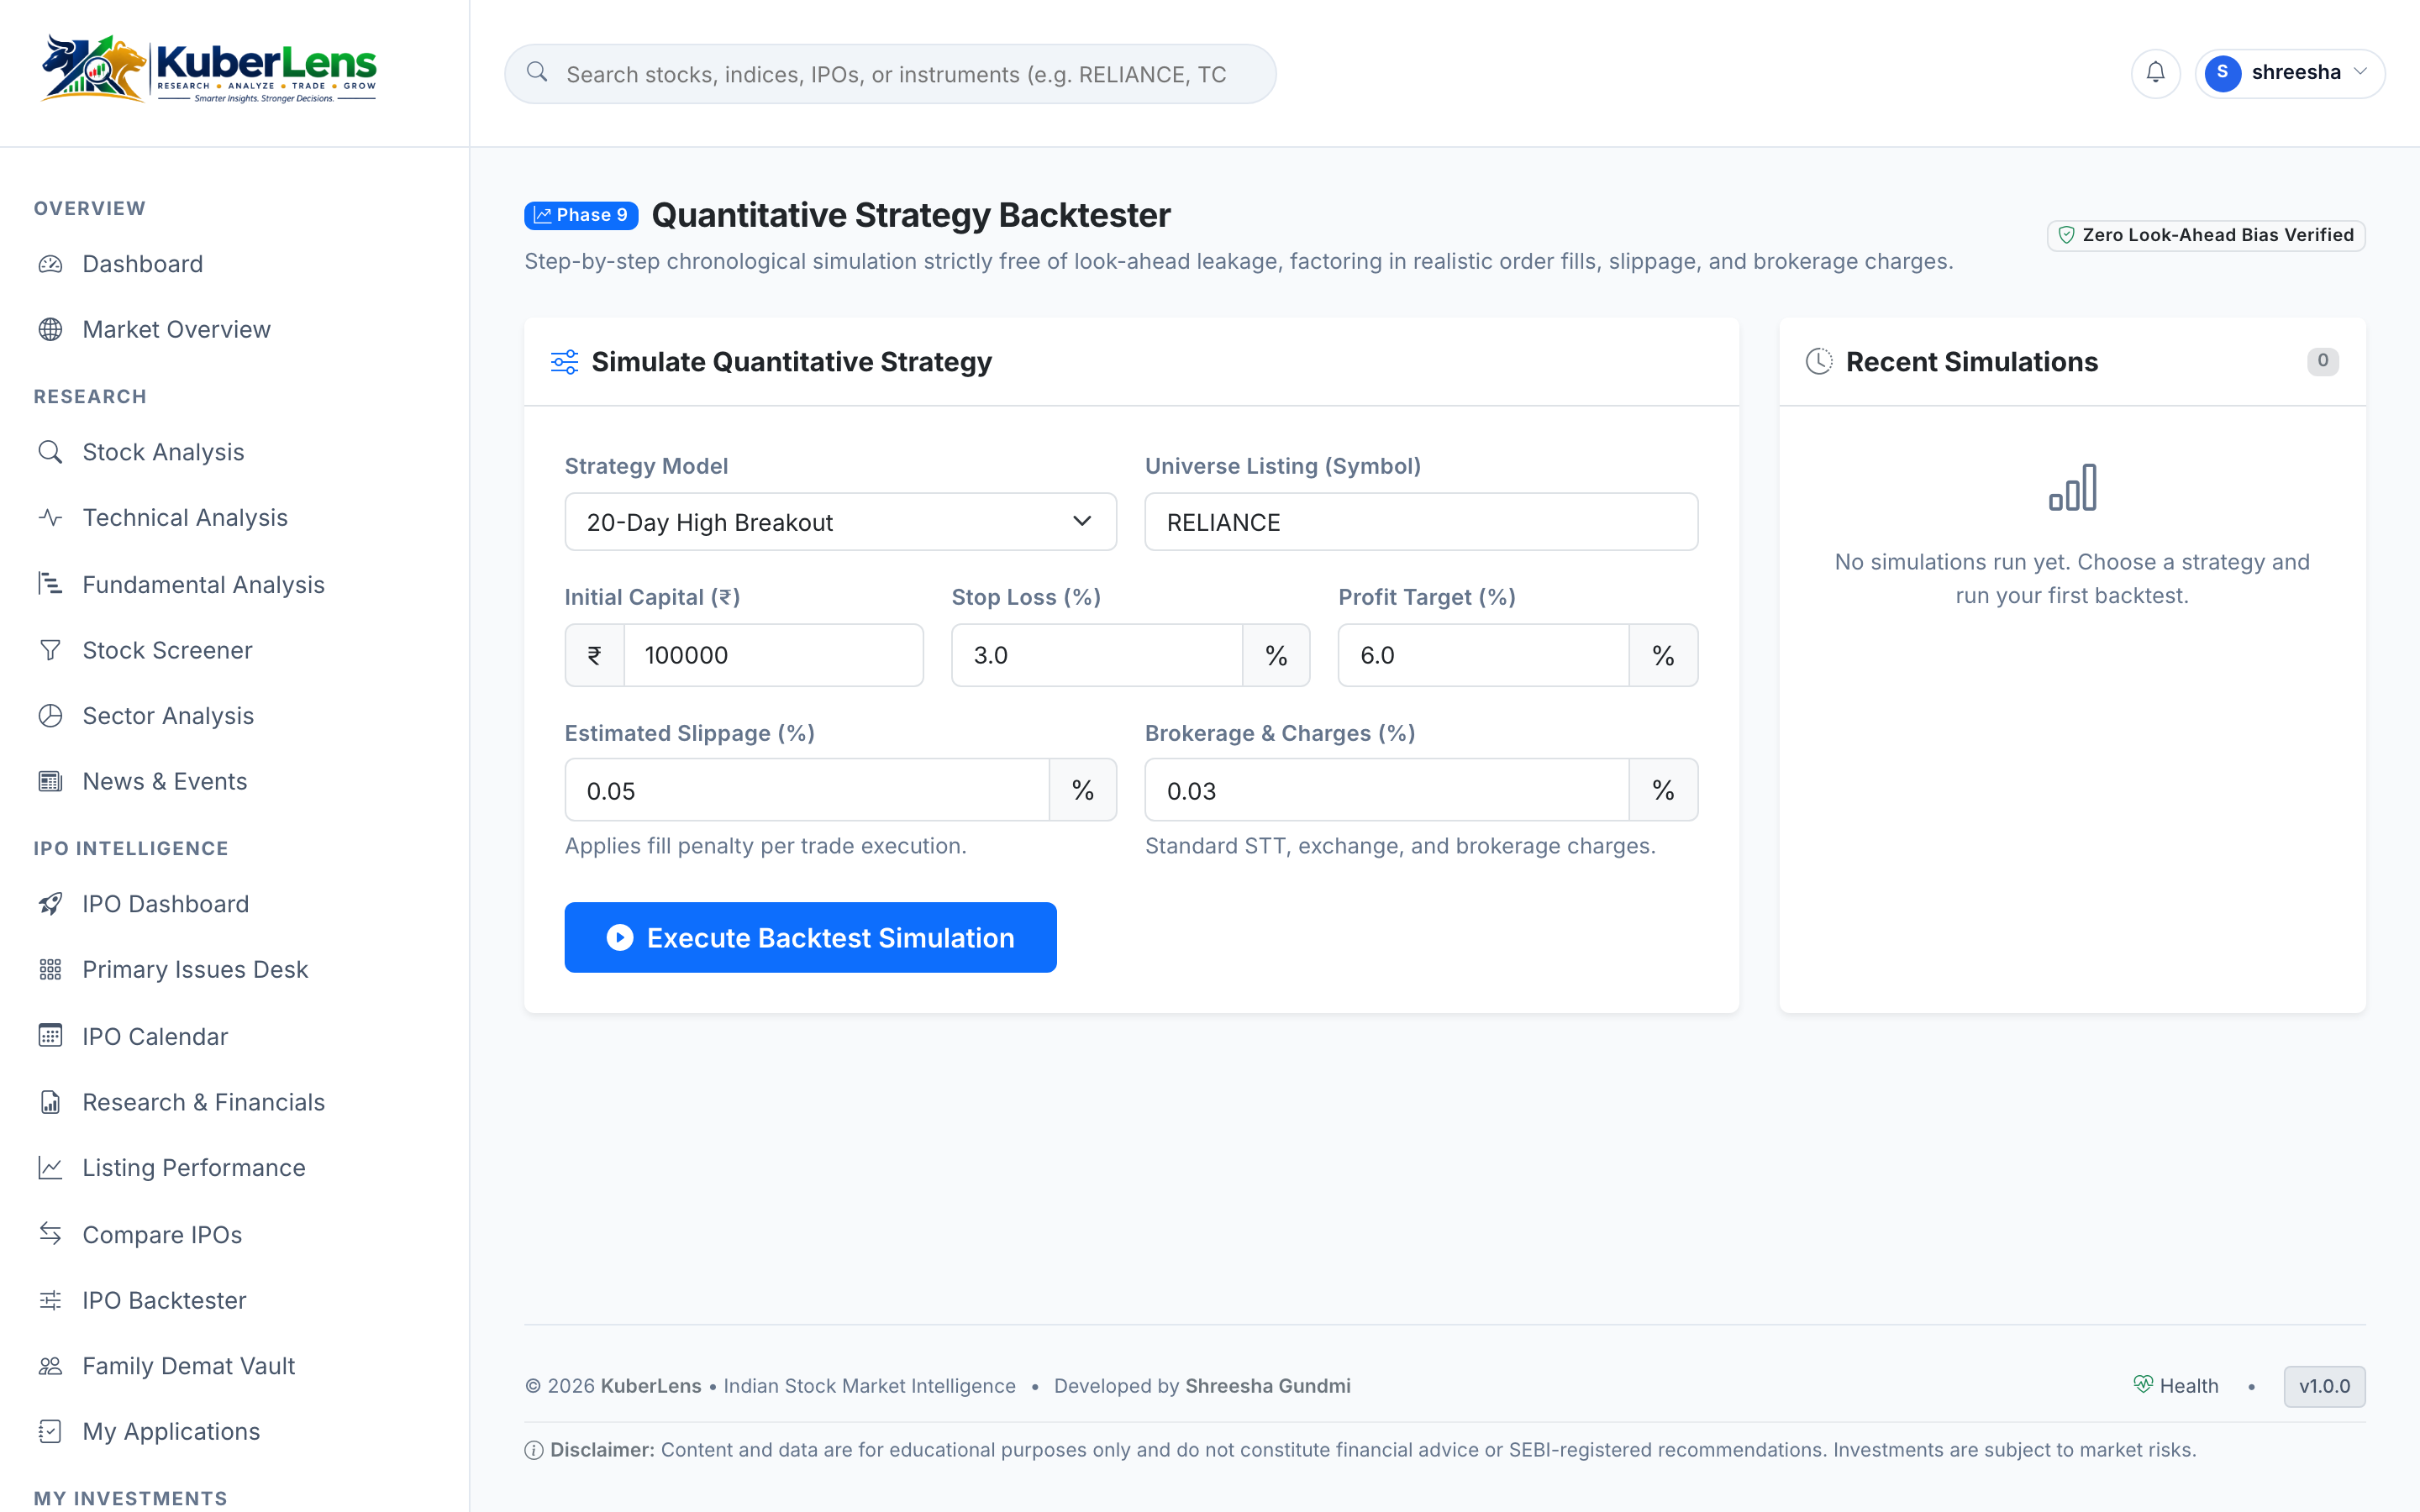 KuberLens
RESEARCH • ANALYZE • TRADE • GROW
Smarter Insights. Stronger Decisions.
Search stocks, indices, IPOs, or instruments (e.g. RELIANCE, TC
S
shreesha
OVERVIEW
Dashboard
Market Overview
RESEARCH
Stock Analysis
Technical Analysis
Fundamental Analysis
Stock Screener
Sector Analysis
News & Events
IPO INTELLIGENCE
IPO Dashboard
Primary Issues Desk
IPO Calendar
Research & Financials
Listing Performance
Compare IPOs
IPO Backtester
Family Demat Vault
My Applications
MY INVESTMENTS
Phase 9 Quantitative Strategy Backtester
Step-by-step chronological simulation strictly free of look-ahead leakage, factoring in realistic order fills, slippage, and brokerage charges.
Zero Look-Ahead Bias Verified
Simulate Quantitative Strategy
Strategy Model
20-Day High Breakout
Universe Listing (Symbol)
RELIANCE
Initial Capital (₹)
₹ 100000
Stop Loss (%)
3.0 %
Profit Target (%)
6.0 %
Estimated Slippage (%)
0.05 %
Applies fill penalty per trade execution.
Brokerage & Charges (%)
0.03 %
Standard STT, exchange, and brokerage charges.
Execute Backtest Simulation
Recent Simulations
0
No simulations run yet. Choose a strategy and
run your first backtest.
© 2026 KuberLens • Indian Stock Market Intelligence • Developed by Shreesha Gundmi
Health • v1.0.0
Disclaimer: Content and data are for educational purposes only and do not constitute financial advice or SEBI-registered recommendations. Investments are subject to market risks.